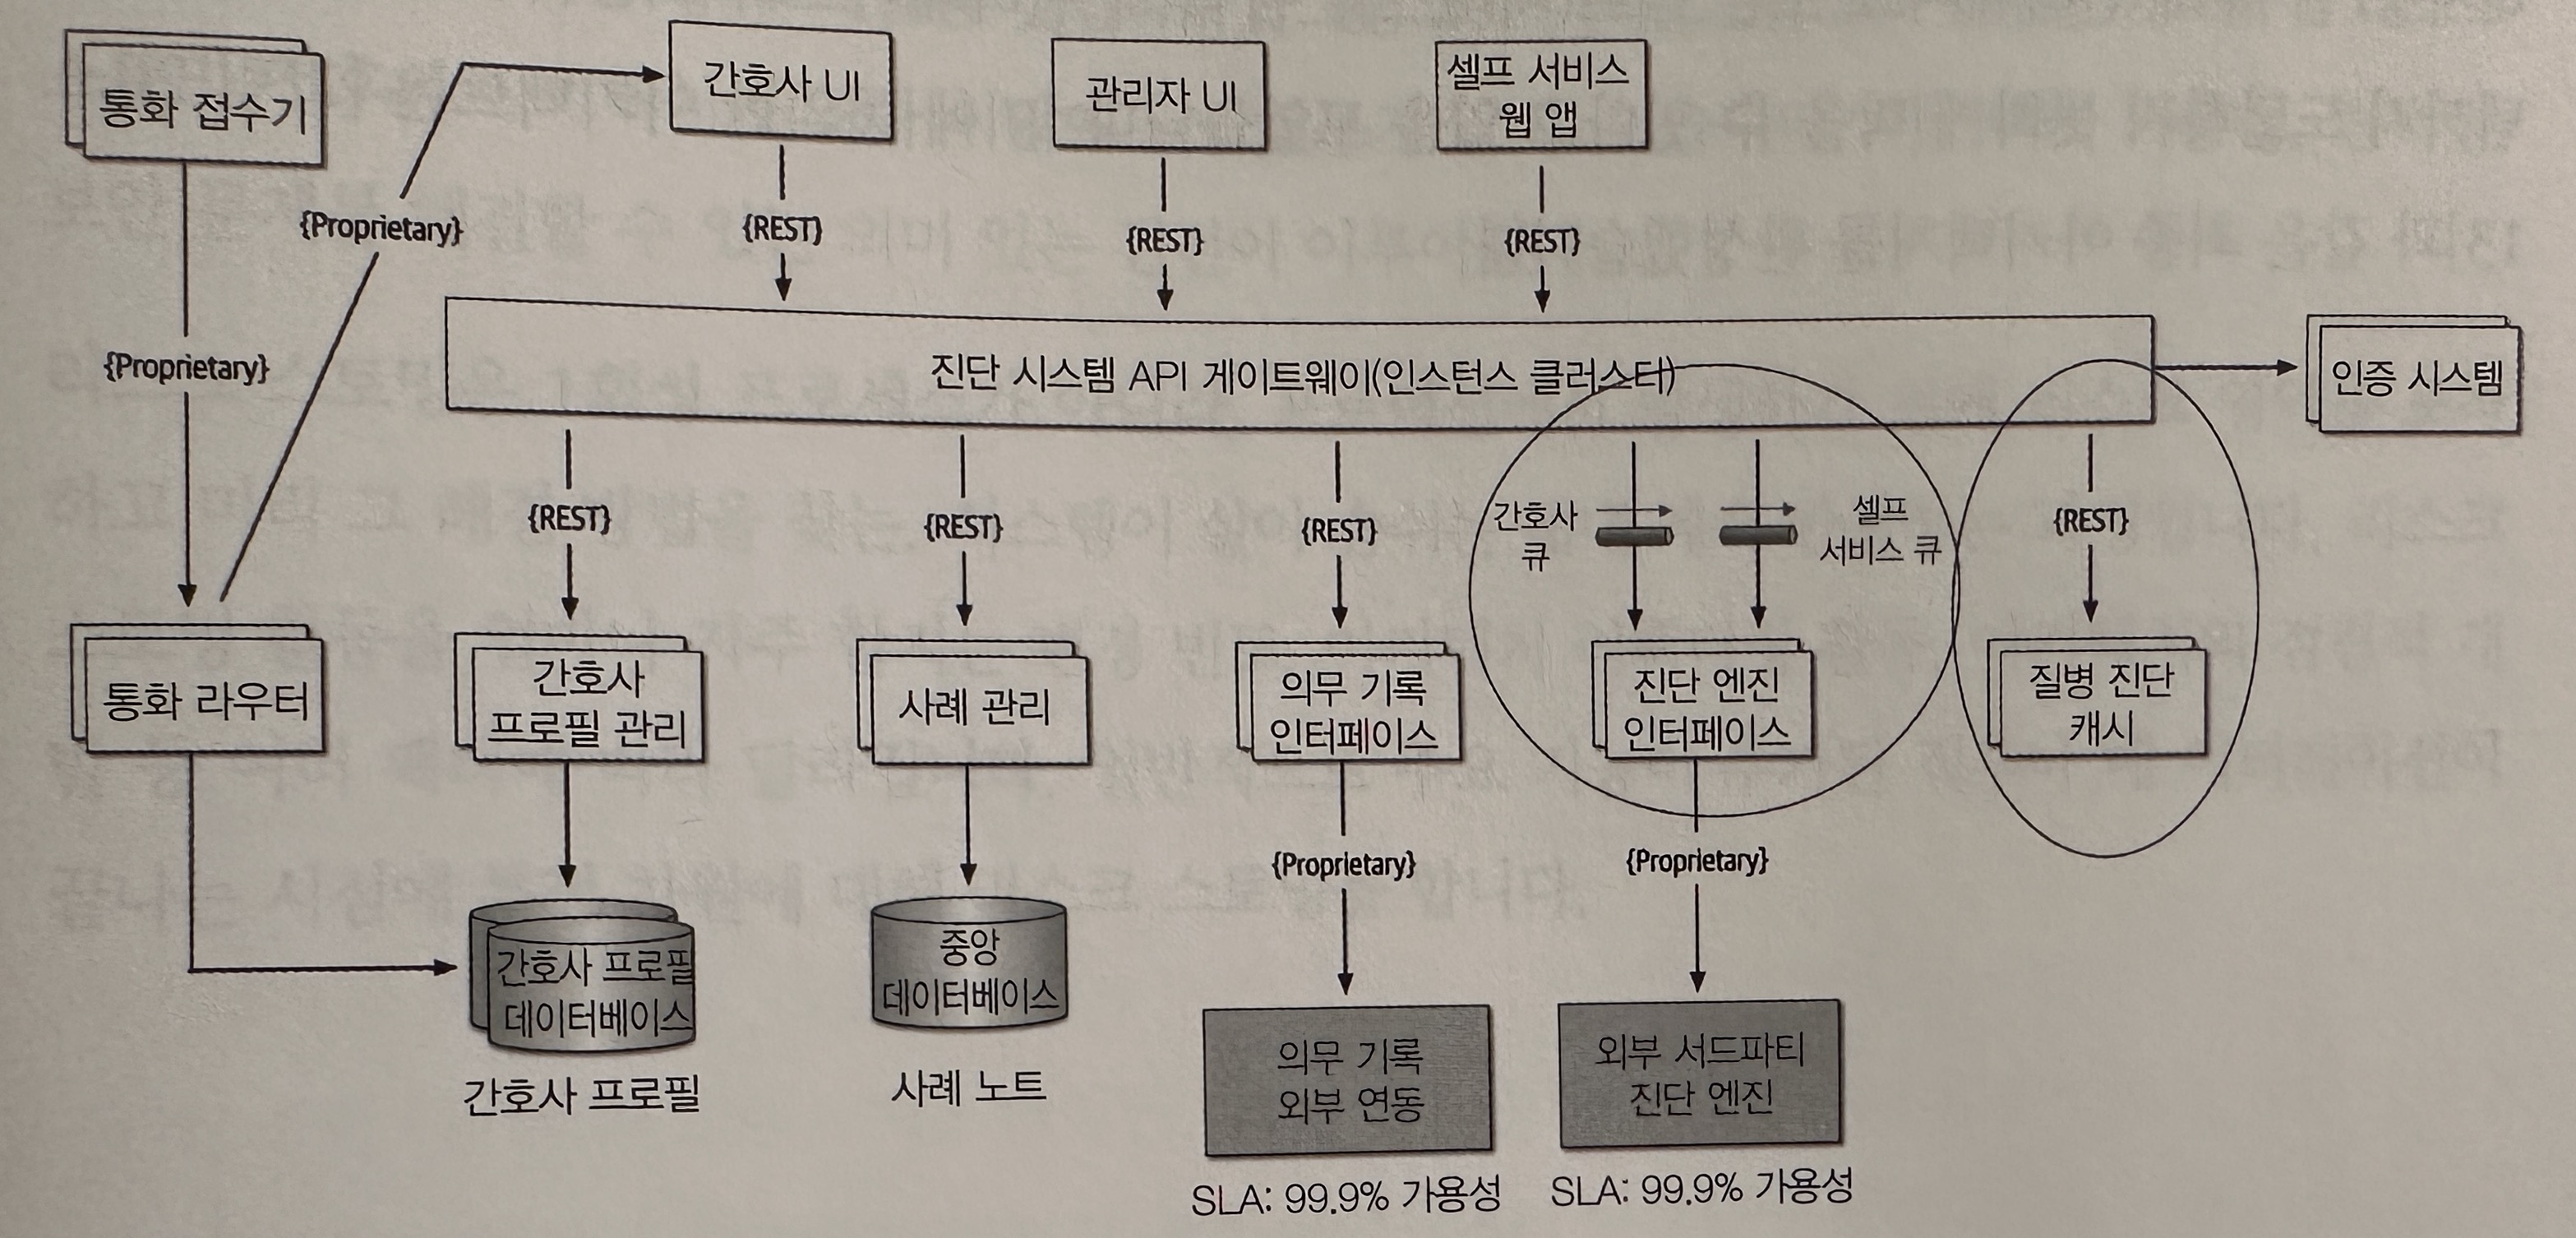 통화 접수기
간호사 UI
관리자 UI
셀프 서비스
웹 앱
{Proprietary}
{REST}
{REST}
{REST}
{Proprietary}
진단 시스템 API 게이트웨이(인스턴스 클러스터)
인증 시스템
{REST}
{REST}
{REST}
간호사
큐
셀프
서비스 큐
{REST}
통화 라우터
간호사
프로필 관리
사례 관리
의무 기록
인터페이스
진단 엔진
인터페이스
질병 진단
캐시
{Proprietary}
{Proprietary}
간호사 프로필
데이터베이스
중앙
데이터베이스
의무 기록
외부 연동
외부 서드파티
진단 엔진
간호사 프로필
사례 노트
SLA: 99.9% 가용성
SLA: 99.9% 가용성